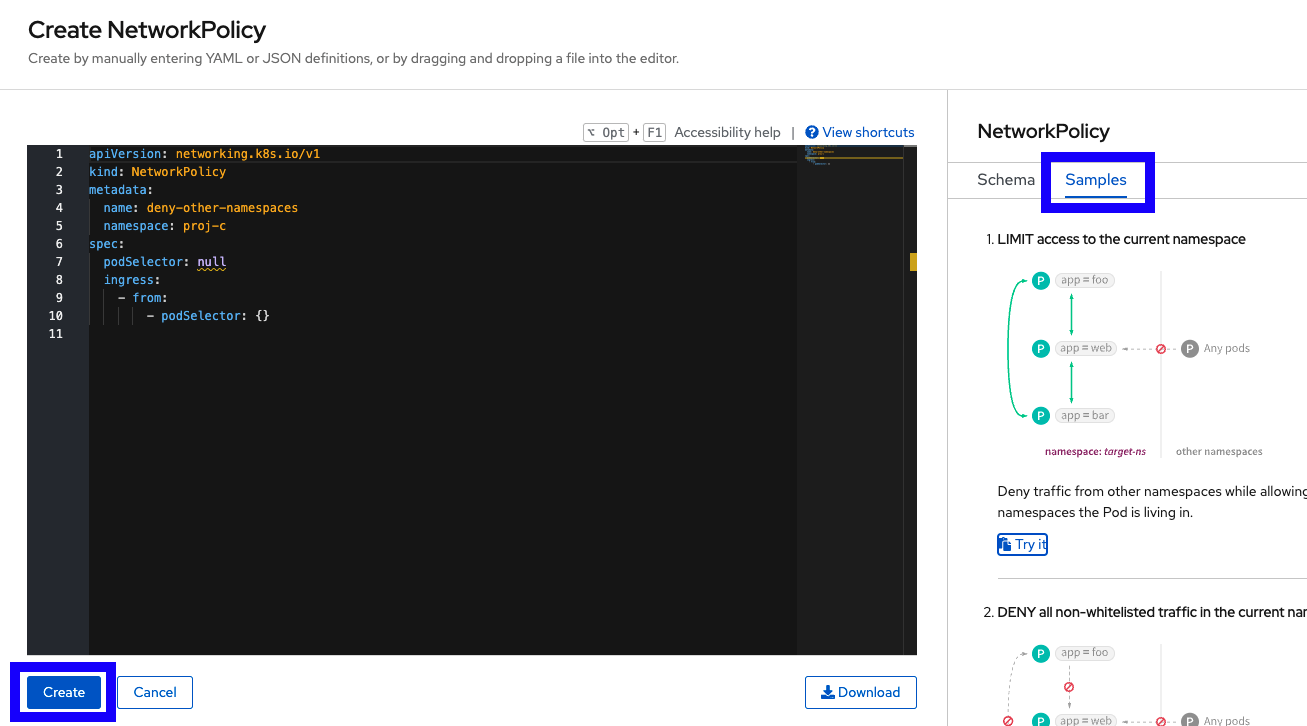 Create NetworkPolicy
Create by manually entering YAML or JSON definitions, or by dragging and dropping a file into the editor.
⌥ Opt + F1 Accessibility help | View shortcuts
1 apiVersion: networking.k8s.io/v1
2 kind: NetworkPolicy
3 metadata:
4 name: deny-other-namespaces
5 namespace: proj-c
6 spec:
7 podSelector: null
8 ingress:
9 - from:
10 - podSelector: {}
11
Create
Cancel
Download
NetworkPolicy
Schema Samples
1. LIMIT access to the current namespace
P app = foo
P app = web P Any pods
P app = bar
namespace: target-ns other namespaces
Deny traffic from other namespaces while allowing
namespaces the Pod is living in.
Try it
2. DENY all non-whitelisted traffic in the current
P app = foo
P app = web P Any pods